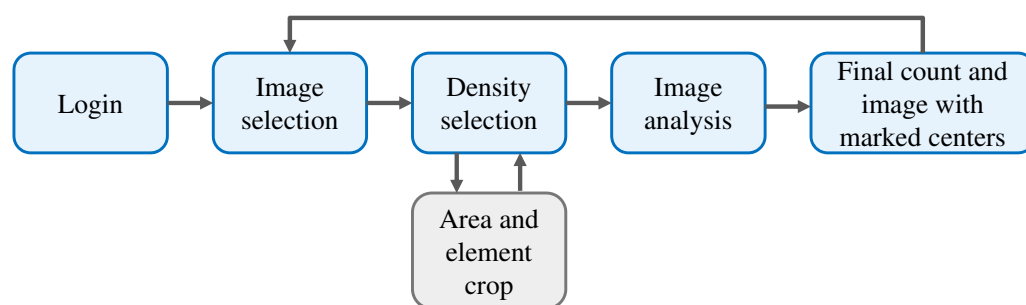 Login
Image
selection
Density
selection
Image
analysis
Final count and
image with
marked centers
Area and
element
crop